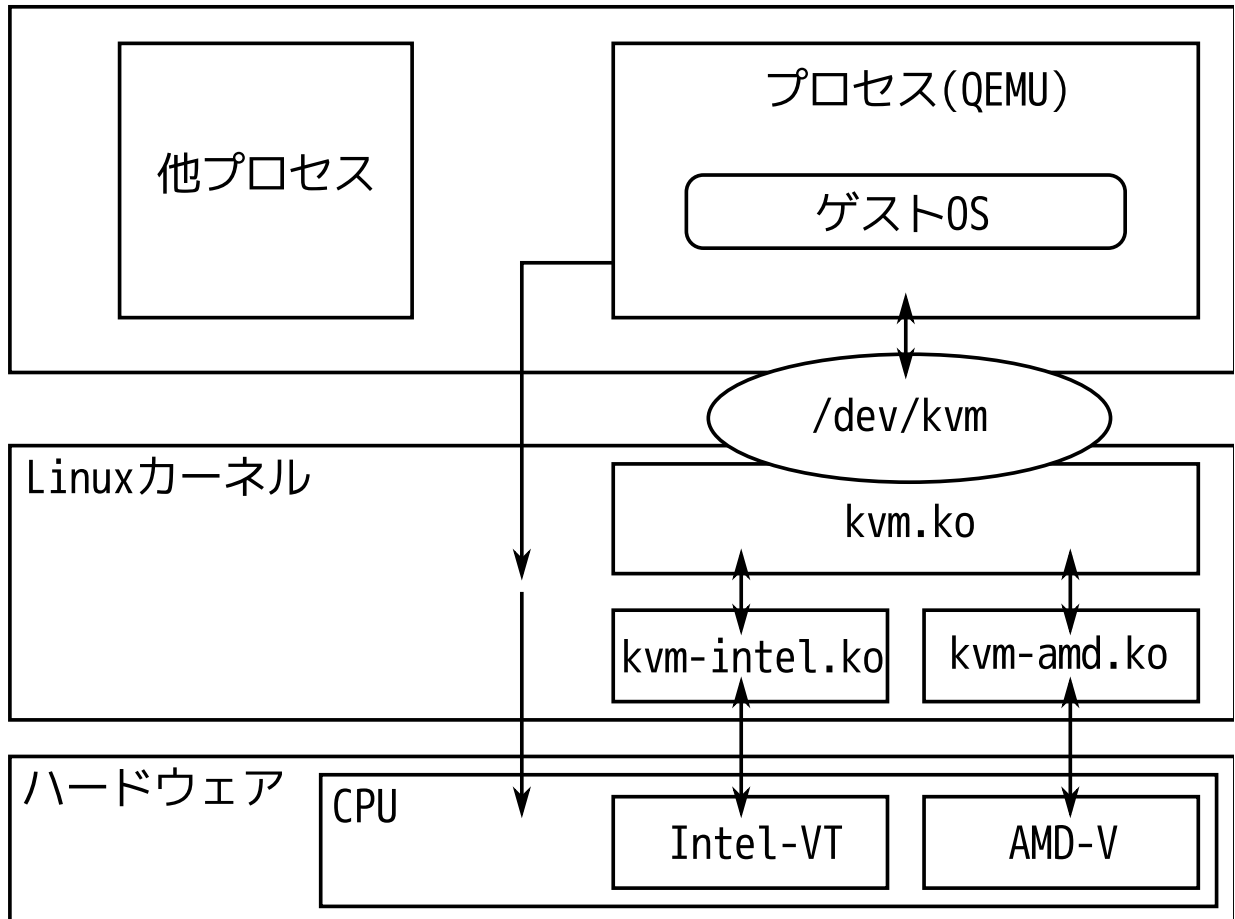 他プロセス
プロセス(QEMU)
ゲストOS
/dev/kvm
Linuxカーネル
kvm.ko
kvm-intel.ko
kvm-amd.ko
ハードウェア
CPU
Intel-VT
AMD-V